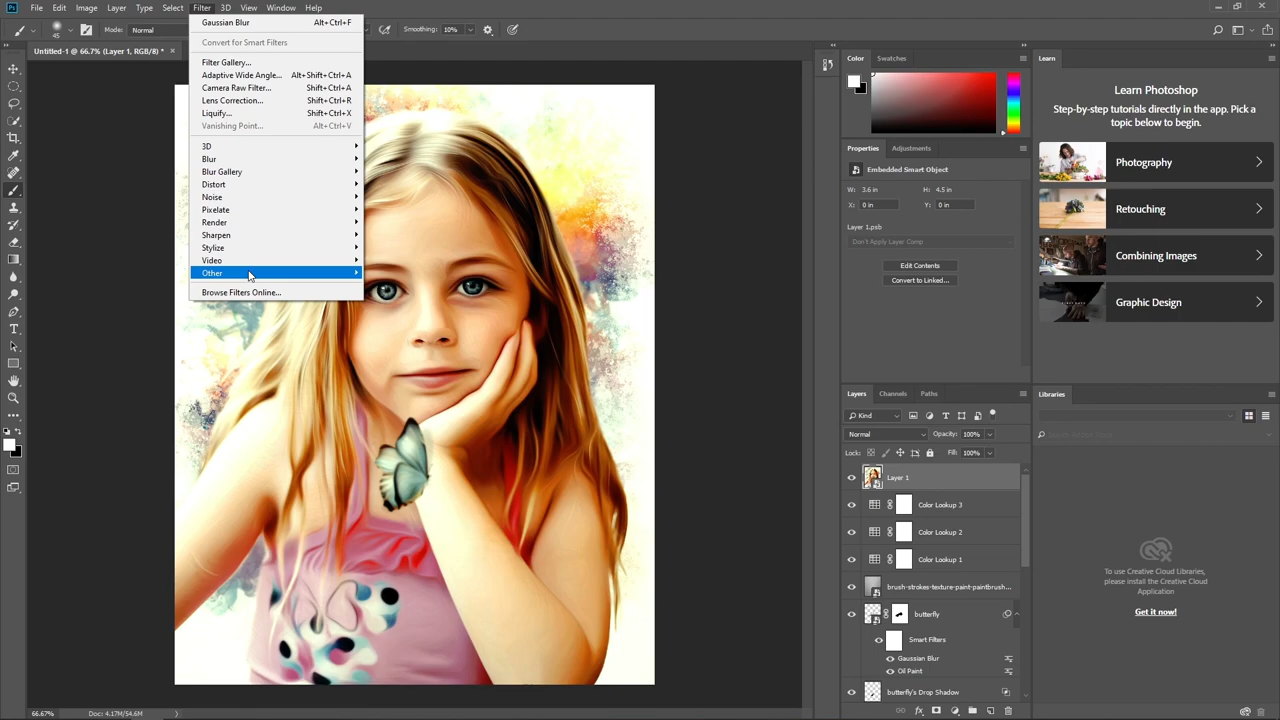 Ps File Edit Image Layer Type Select Filter 3D View Window Help
45 Mode: Normal Smoothing: 10%
Untitled-1 @ 66.7% (Layer 1, RGB/8) * ×
Gaussian Blur Alt+Ctrl+F
Convert for Smart Filters
Filter Gallery...
Adaptive Wide Angle... Alt+Shift+Ctrl+A
Camera Raw Filter... Shift+Ctrl+A
Lens Correction... Shift+Ctrl+R
Liquify... Shift+Ctrl+X
Vanishing Point... Alt+Ctrl+V
3D
Blur
Blur Gallery
Distort
Noise
Pixelate
Render
Sharpen
Stylize
Video
Other
Browse Filters Online...
Color Swatches
Properties Adjustments
Embedded Smart Object
W: 3.6 in H: 4.5 in
X: 0 in Y: 0 in
Layer 1.psb
Don't Apply Layer Comp
Edit Contents
Convert to Linked...
Layers Channels Paths
Kind
Normal Opacity: 100%
Lock: Fill: 100%
Layer 1
Color Lookup 3
Color Lookup 2
Color Lookup 1
brush-strokes-texture-paint-paintbrush...
butterfly
Smart Filters
Gaussian Blur
Oil Paint
butterfly's Drop Shadow
Learn
Learn Photoshop
Step-by-step tutorials directly in the app. Pick a
topic below to begin.
Photography
Retouching
Combining Images
Graphic Design
Libraries
To use Creative Cloud Libraries,
please install the Creative Cloud
Application
Get it now!
66.67% Doc: 4.17M/54.6M